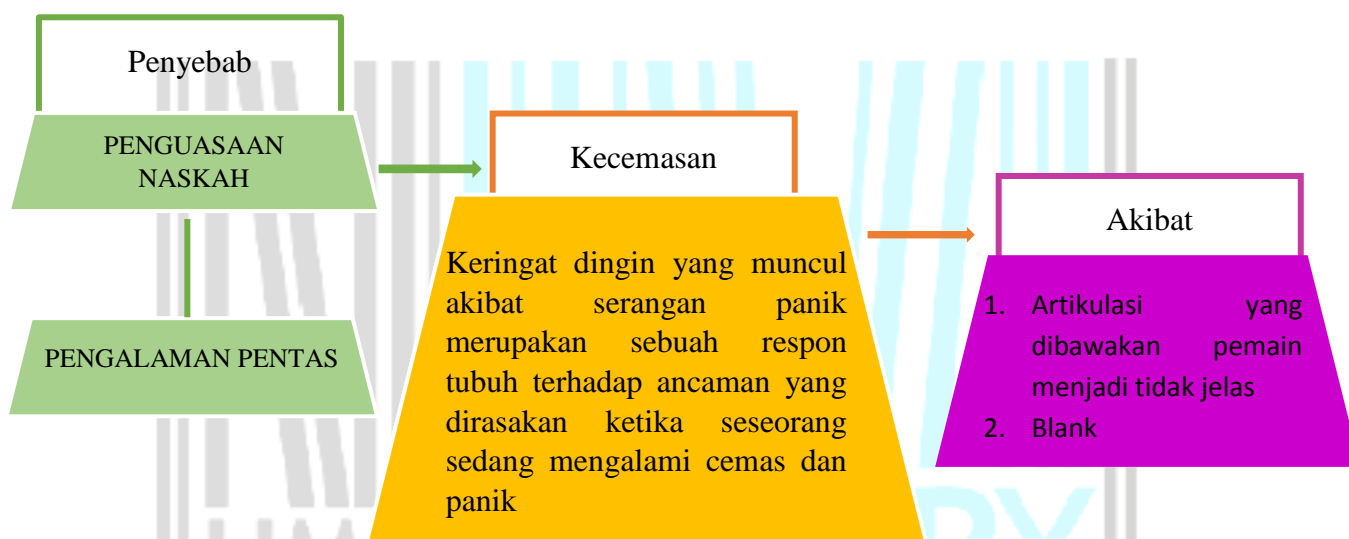 Penyebab
PENGUASAAN
NASKAH
PENGALAMAN PENTAS
Kecemasan
Keringat dingin yang muncul
akibat serangan panik
merupakan sebuah respon
tubuh terhadap ancaman yang
dirasakan ketika seseorang
sedang mengalami cemas dan
panik
Akibat
1. Artikulasi yang
dibawakan pemain
menjadi tidak jelas
2. Blank